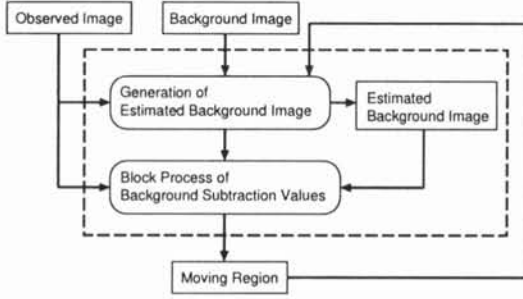 Observed Image
Background Image
Generation of
Estimated Background Image
Estimated
Background Image
Block Process of
Background Subtraction Values
Moving Region